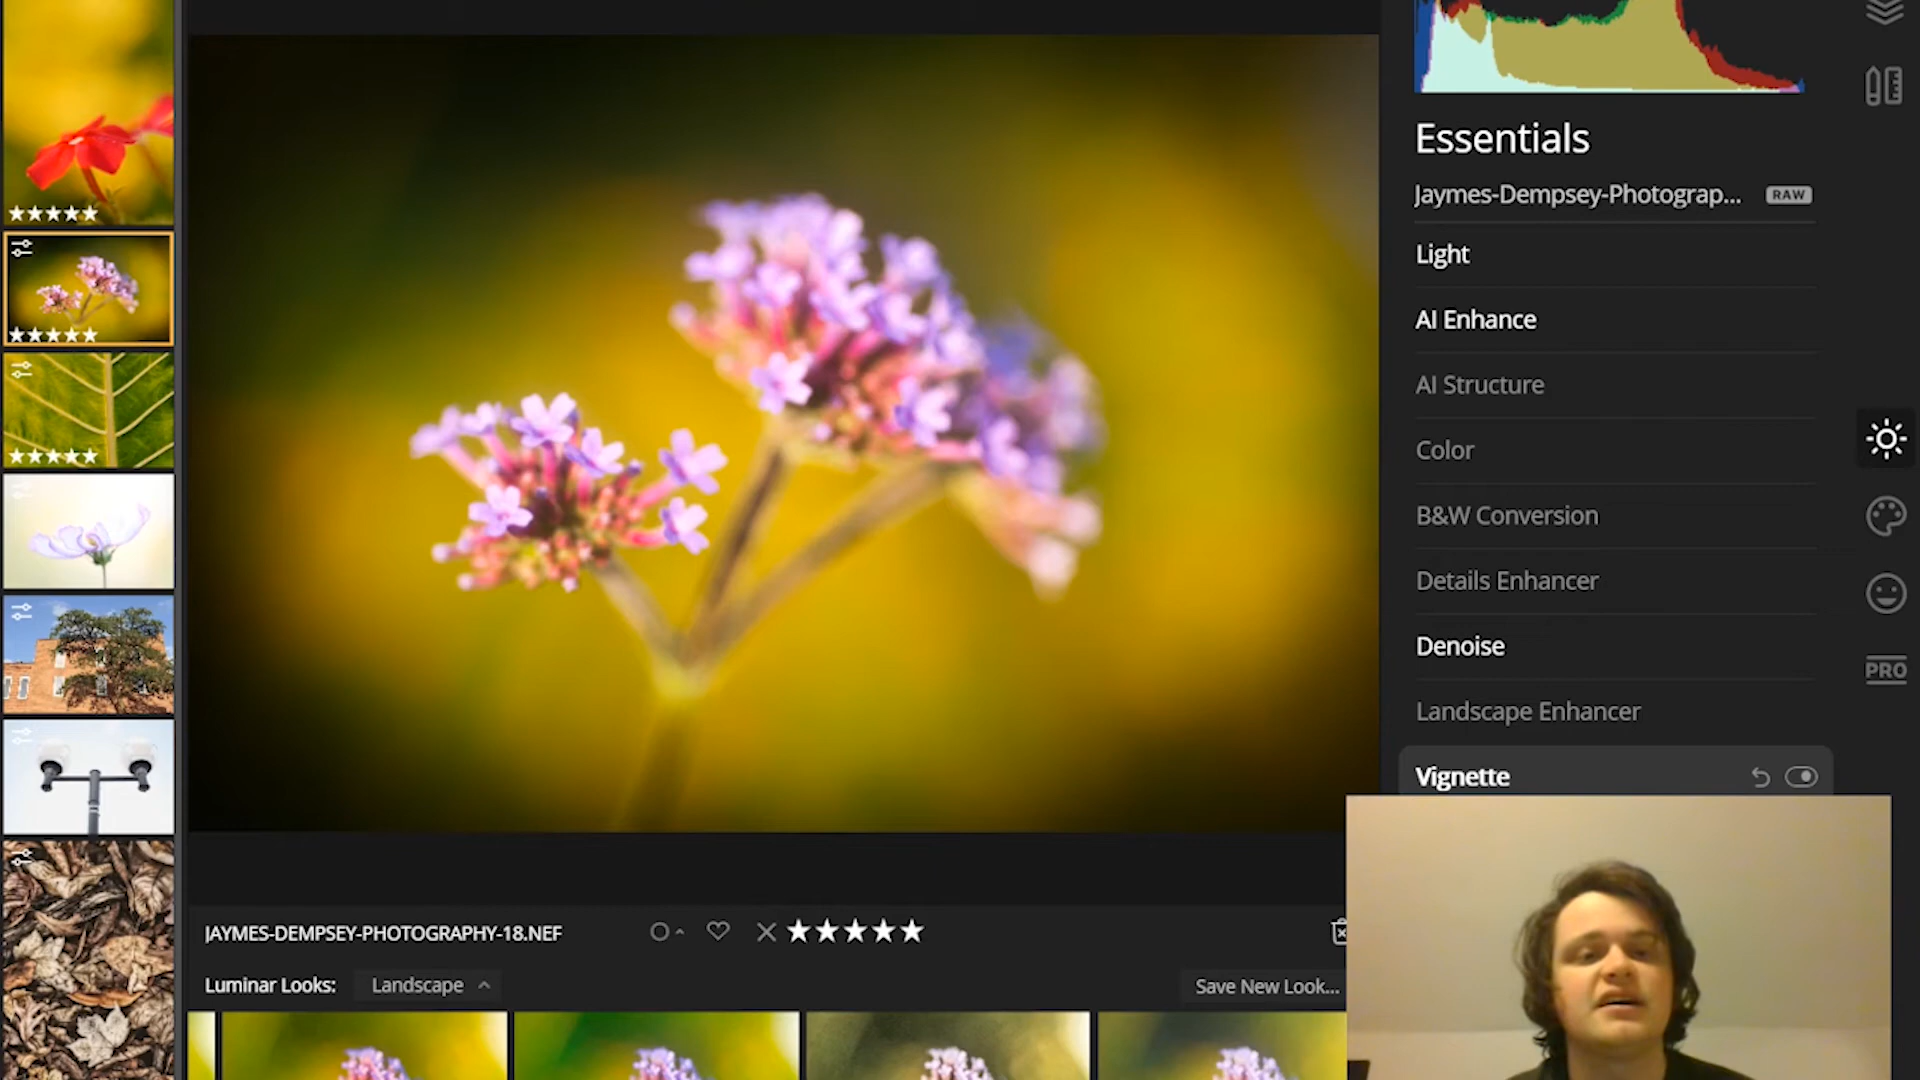 Essentials
Jaymes-Dempsey-Photograp... RAW
Light
AI Enhance
AI Structure
Color
B&W Conversion
Details Enhancer
Denoise
Landscape Enhancer
Vignette
PRO
JAYMES-DEMPSEY-PHOTOGRAPHY-18.NEF
Luminar Looks: Landscape
Save New Look...